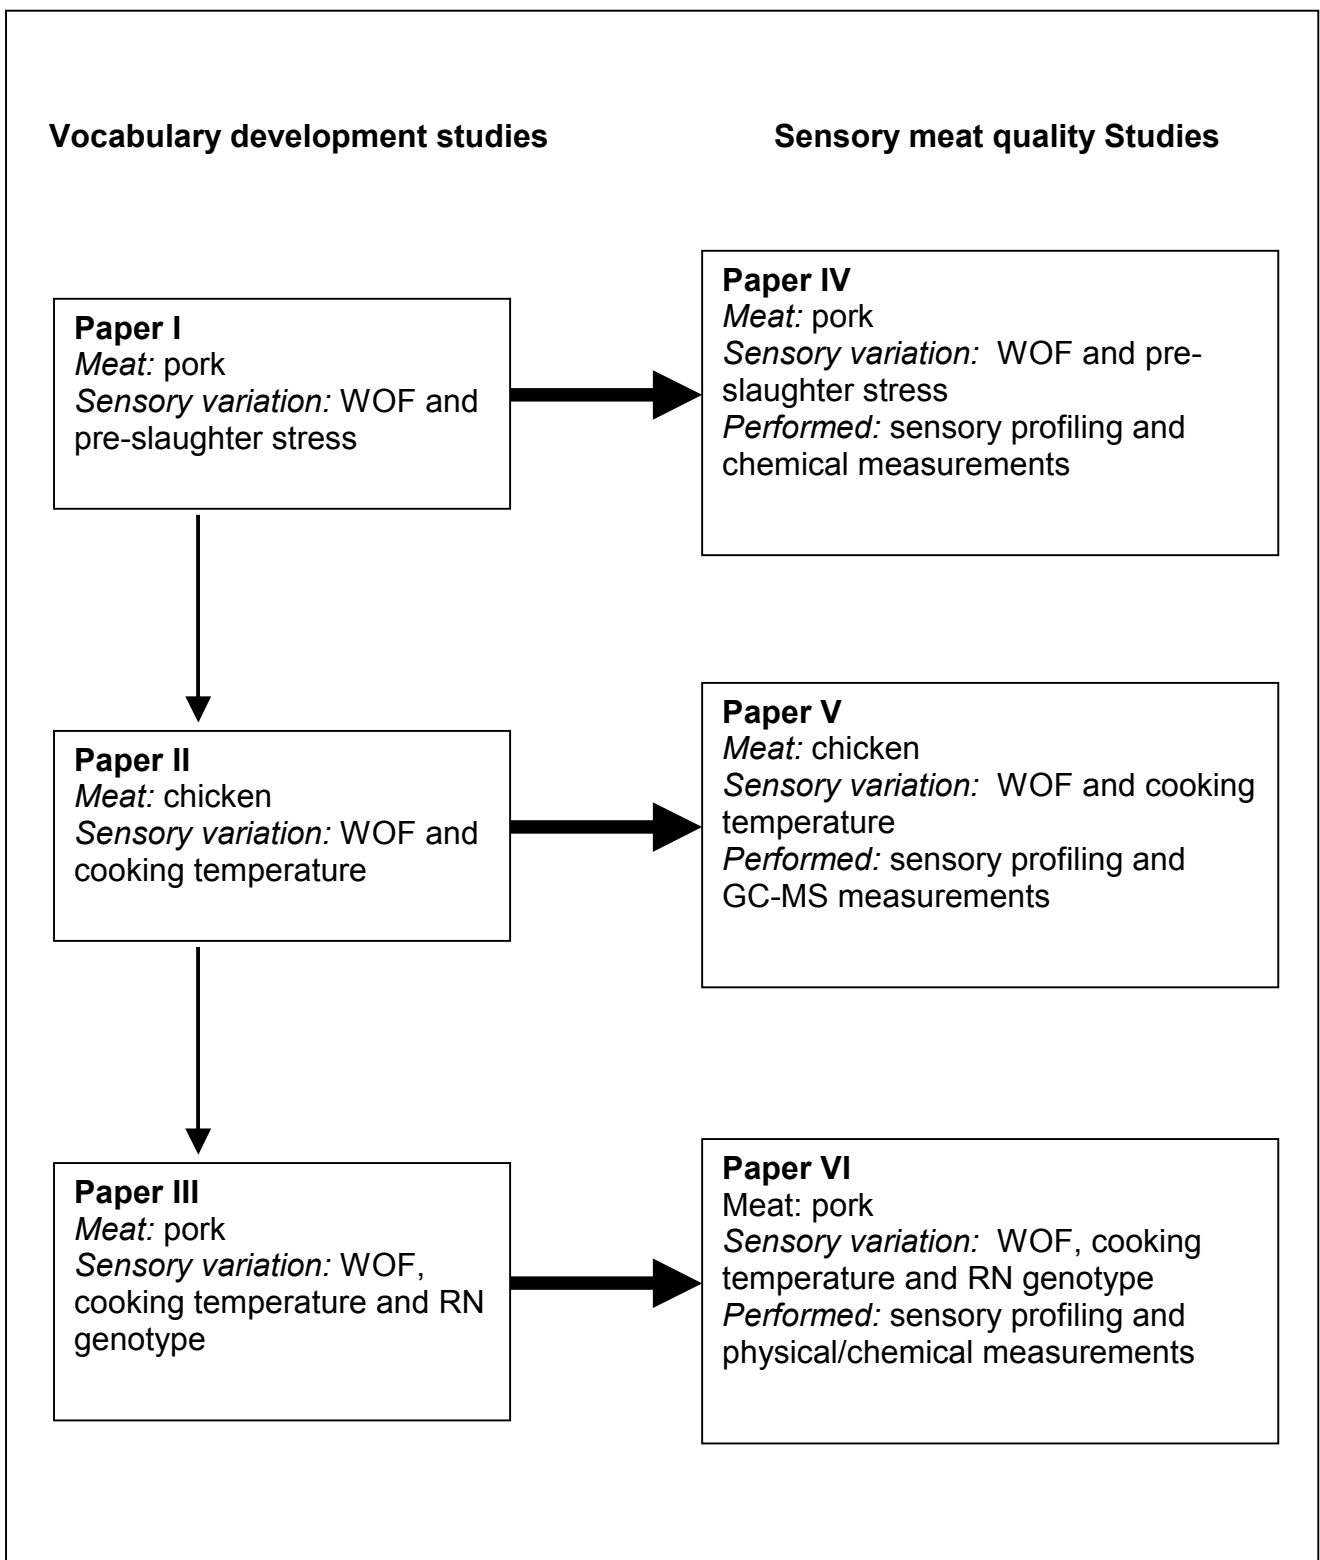 Vocabulary development studies
Sensory meat quality Studies
Paper I
Meat: pork
Sensory variation: WOF and
pre-slaughter stress
Paper IV
Meat: pork
Sensory variation:  WOF and pre-
slaughter stress
Performed: sensory profiling and
chemical measurements
Paper II
Meat: chicken
Sensory variation: WOF and
cooking temperature
Paper V
Meat: chicken
Sensory variation:  WOF and cooking
temperature
Performed: sensory profiling and
GC-MS measurements
Paper III
Meat: pork
Sensory variation: WOF,
cooking temperature and RN
genotype
Paper VI
Meat: pork
Sensory variation:  WOF, cooking
temperature and RN genotype
Performed: sensory profiling and
physical/chemical measurements